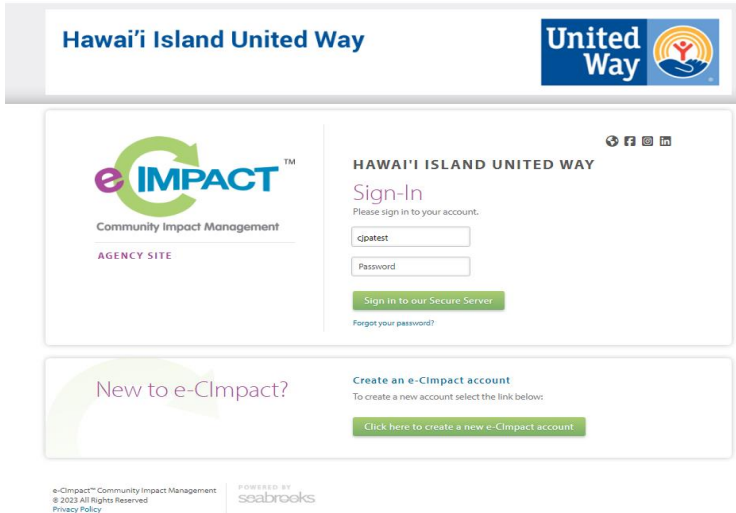 Hawai‘i Island United Way
United
Way
e CIMPACT™
Community Impact Management
AGENCY SITE
HAWAI'I ISLAND UNITED WAY
Sign-In
Please sign in to your account.
cjpatest
Password
Sign in to our Secure Server
Forgot your password?
New to e-CImpact?
Create an e-CImpact account
To create a new account select the link below:
Click here to create a new e-CImpact account
e-CImpact™ Community Impact Management
© 2023 All Rights Reserved
Privacy Policy
POWERED BY
seabrooks